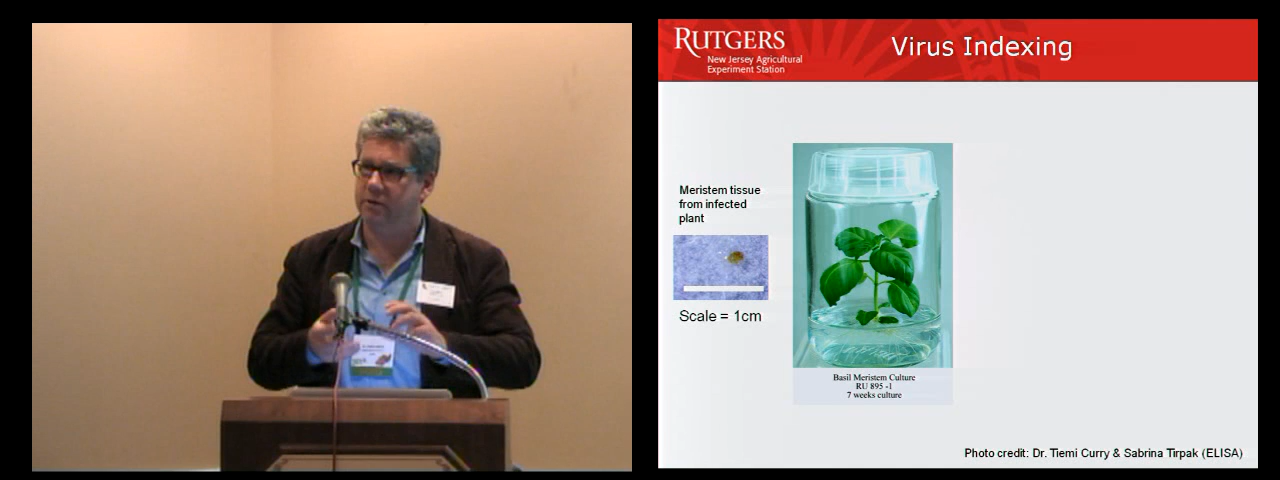 RUTGERS
New Jersey Agricultural
Experiment Station
Virus Indexing
Meristem tissue
from infected
plant
Scale = 1cm
Basil Meristem Culture
RU 895 -1
7 weeks culture
Photo credit: Dr. Tiemi Curry & Sabrina Tirpak (ELISA)